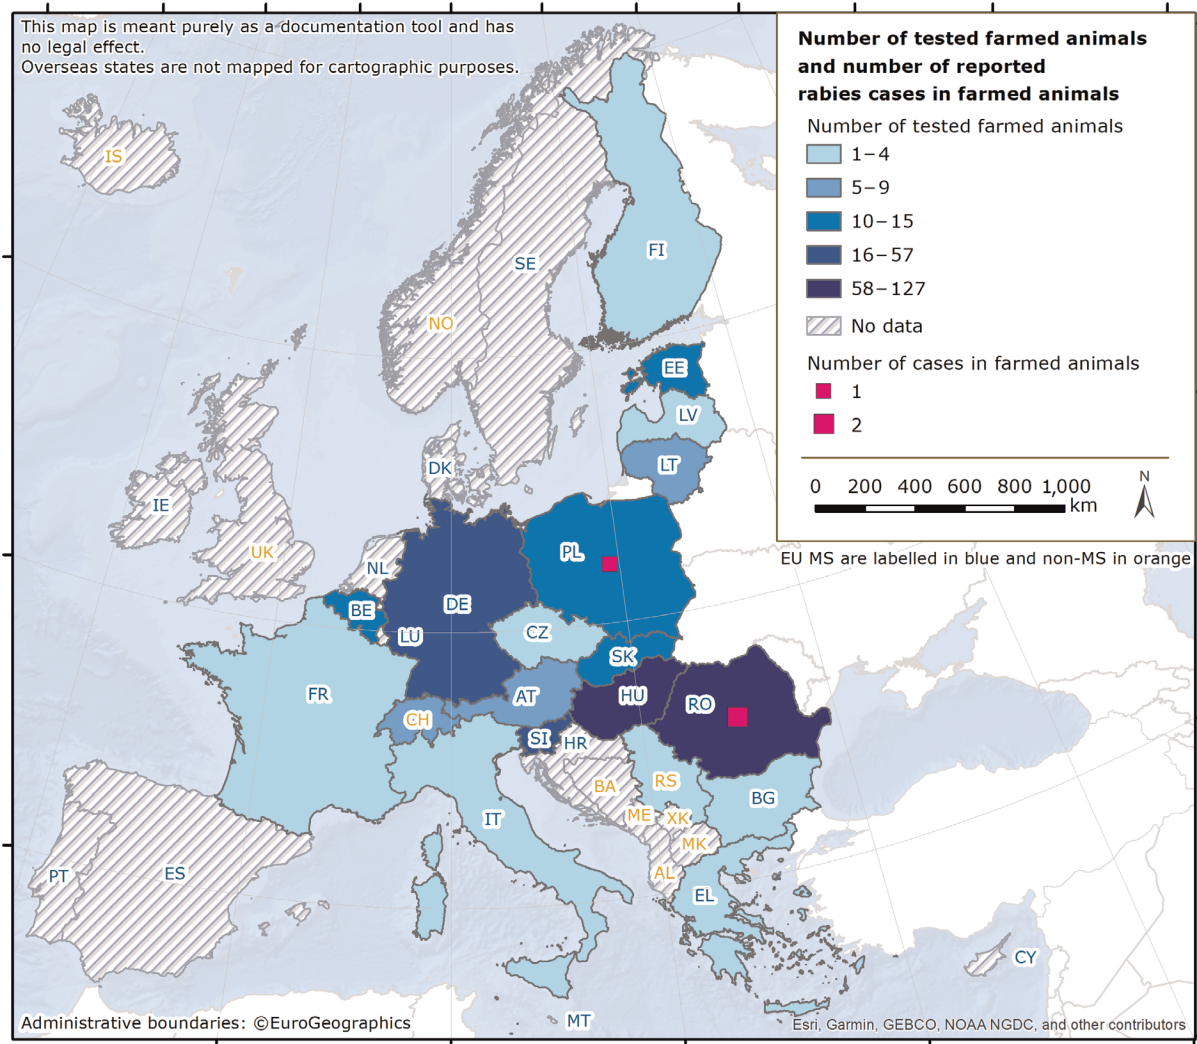 This map is meant purely as a documentation tool and has
no legal effect.
Overseas states are not mapped for cartographic purposes.
Number of tested farmed animals
and number of reported
rabies cases in farmed animals
Number of tested farmed animals
1–4
5–9
10–15
16–57
58–127
No data
Number of cases in farmed animals
1
2
0 200 400 600 800 1,000
km
N
EU MS are labelled in blue and non-MS in orange
IS
FI
SE
NO
EE
LV
LT
DK
IE
UK
NL
PL
BE
DE
LU
CZ
SK
FR
AT
HU
RO
CH
SI
HR
BA
RS
BG
ME
XK
IT
MK
AL
PT
ES
EL
CY
MT
Administrative boundaries: ©EuroGeographics
Esri, Garmin, GEBCO, NOAA NGDC, and other contributors